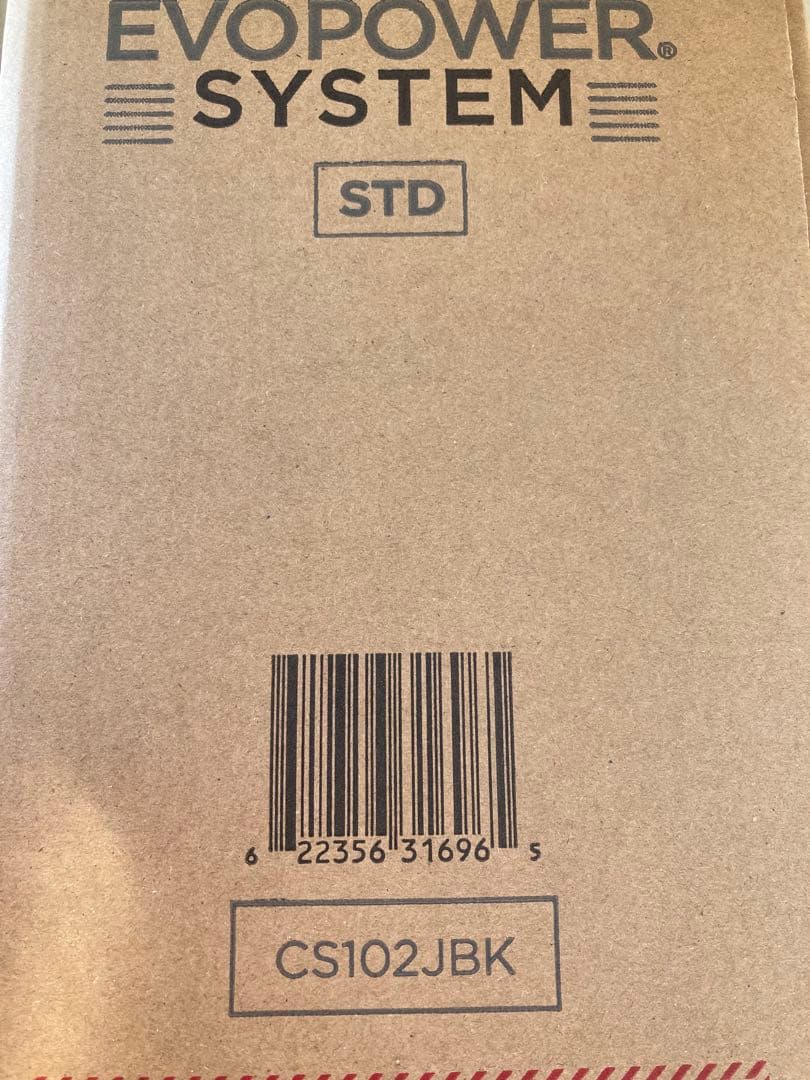 EVOPOWER®
SYSTEM
STD
6 22356 31696 5
CS102JBK